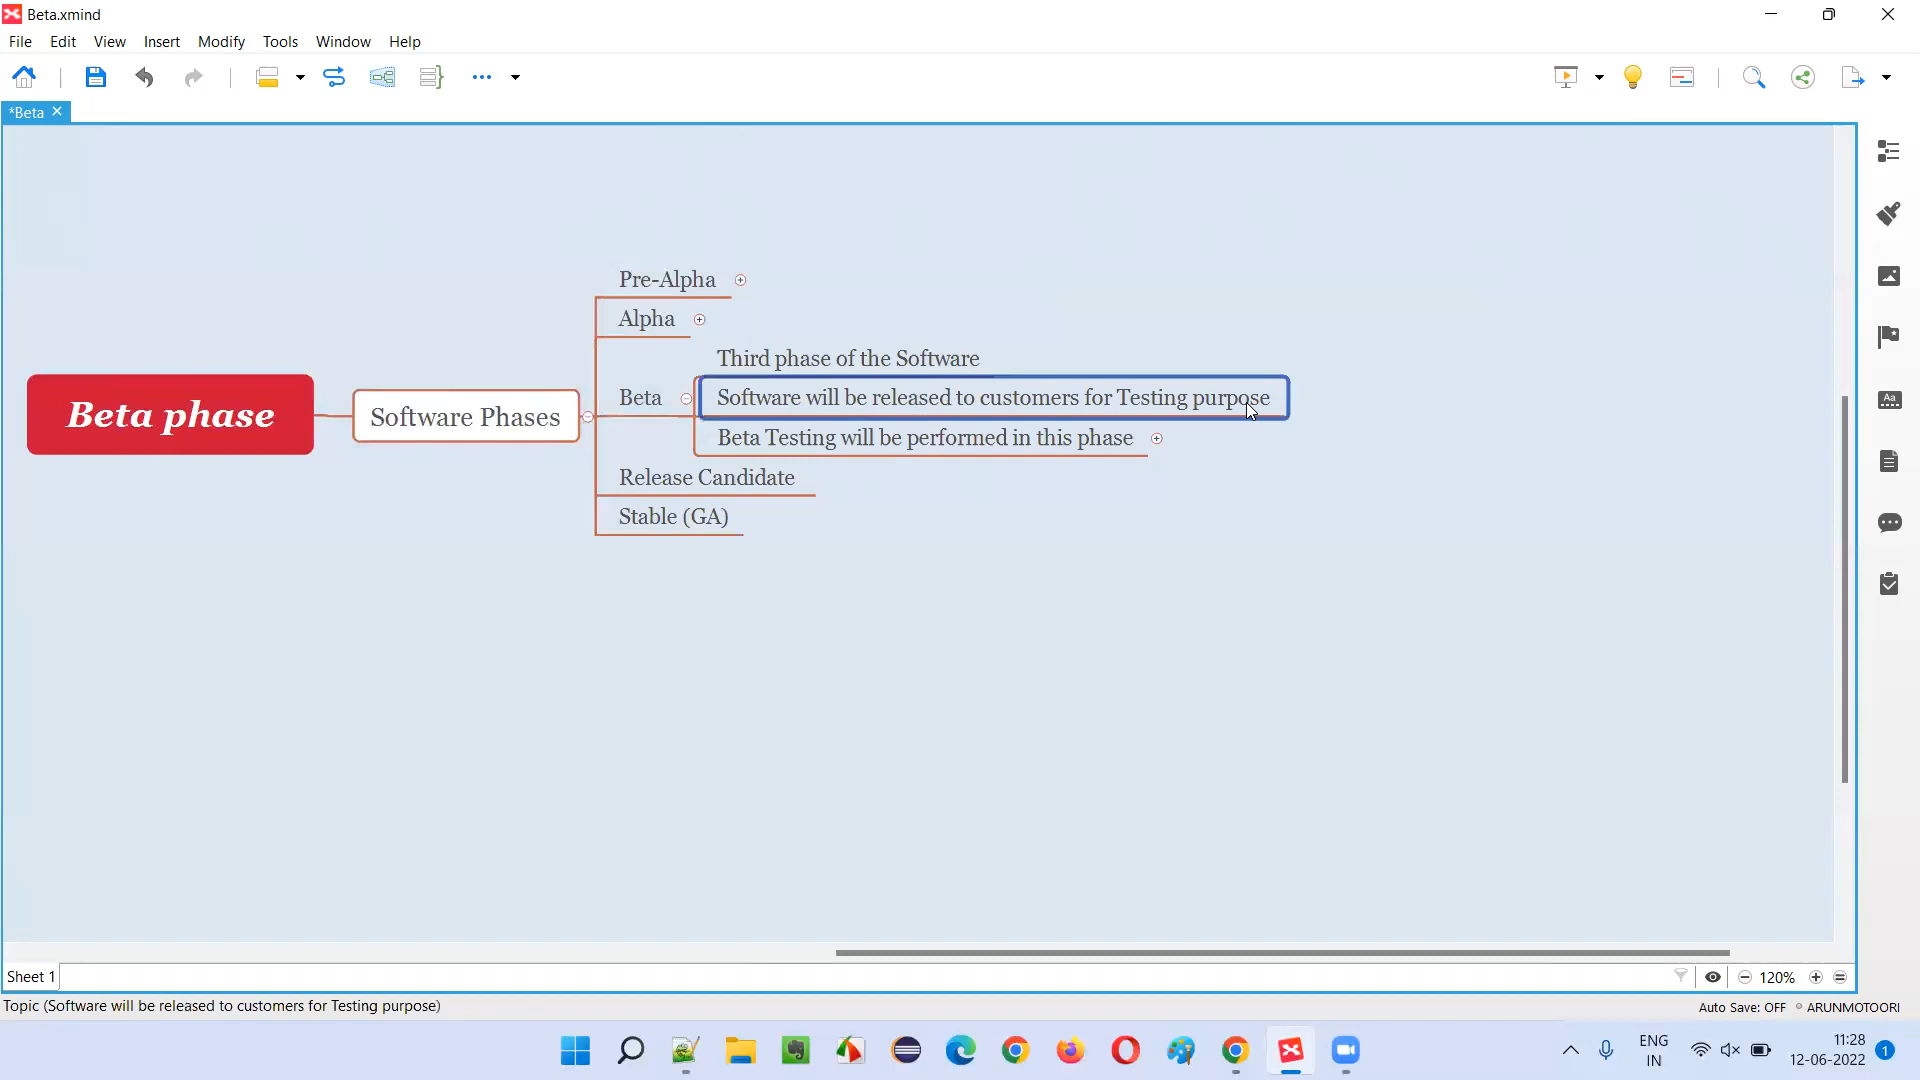 Beta.xmind
File Edit View Insert Modify Tools Window Help
*Beta
Pre-Alpha
Alpha
Third phase of the Software
Beta
Software will be released to customers for Testing purpose
Beta phase
Software Phases
Beta Testing will be performed in this phase
Release Candidate
Stable (GA)
Aa
Sheet 1
120%
Topic (Software will be released to customers for Testing purpose)
Auto Save: OFF
ARUNMOTOORI
ENG
IN
11:28
12-06-2022
1